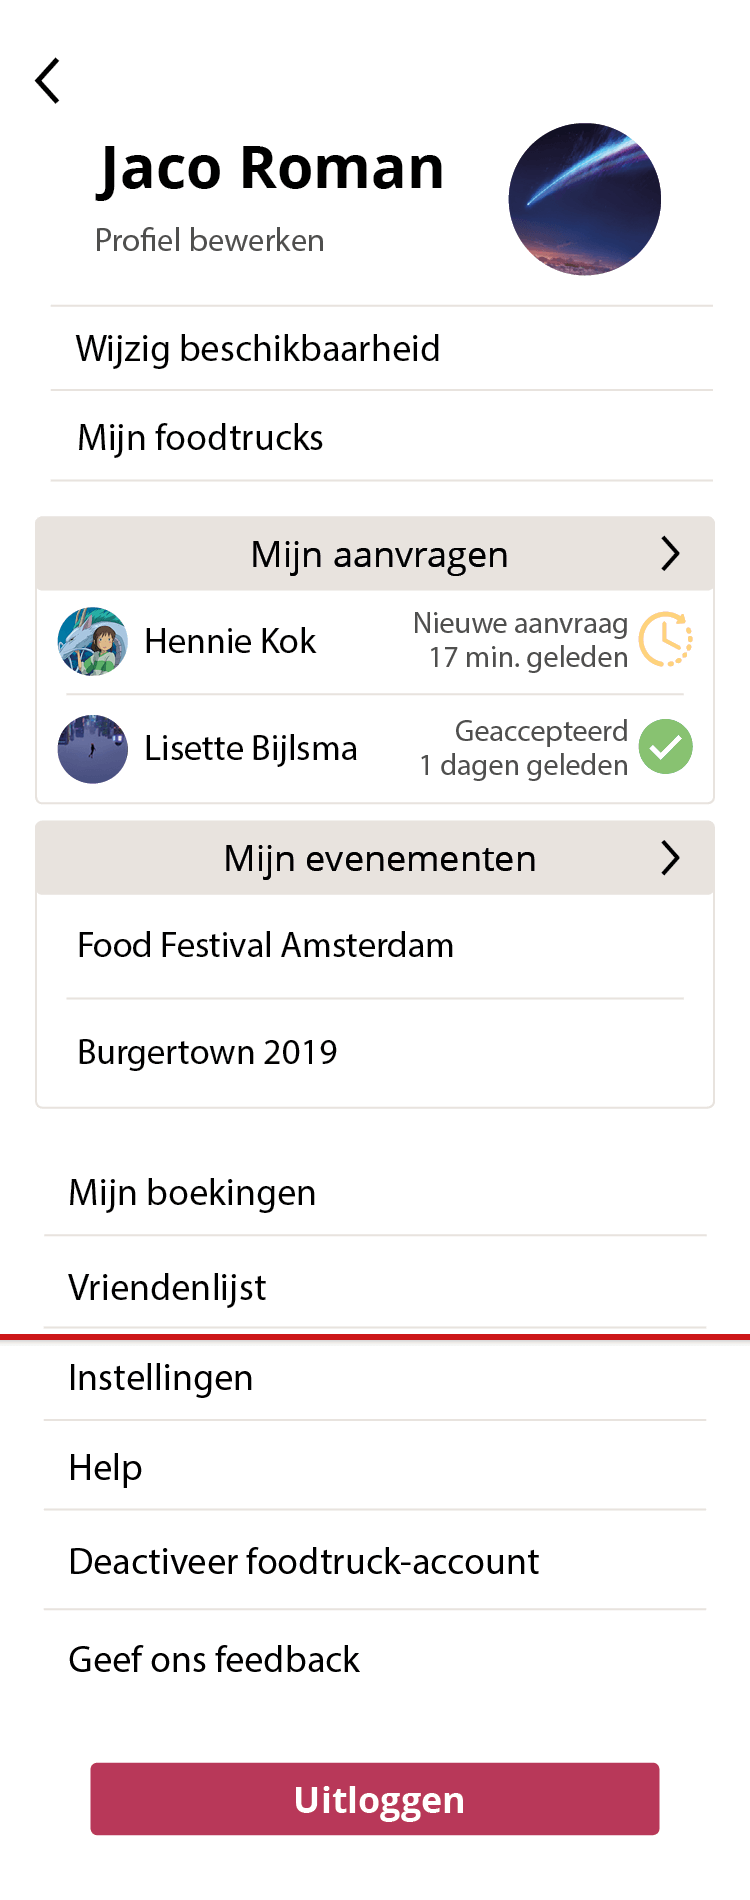 Jaco Roman
Profiel bewerken
Wijzig beschikbaarheid
Mijn foodtrucks
Mijn aanvragen
Hennie Kok
Nieuwe aanvraag
17 min. geleden
Lisette Bijlsma
Geaccepteerd
1 dagen geleden
Mijn evenementen
Food Festival Amsterdam
Burgertown 2019
Mijn boekingen
Vriendenlijst
Instellingen
Help
Deactiveer foodtruck-account
Geef ons feedback
Uitloggen